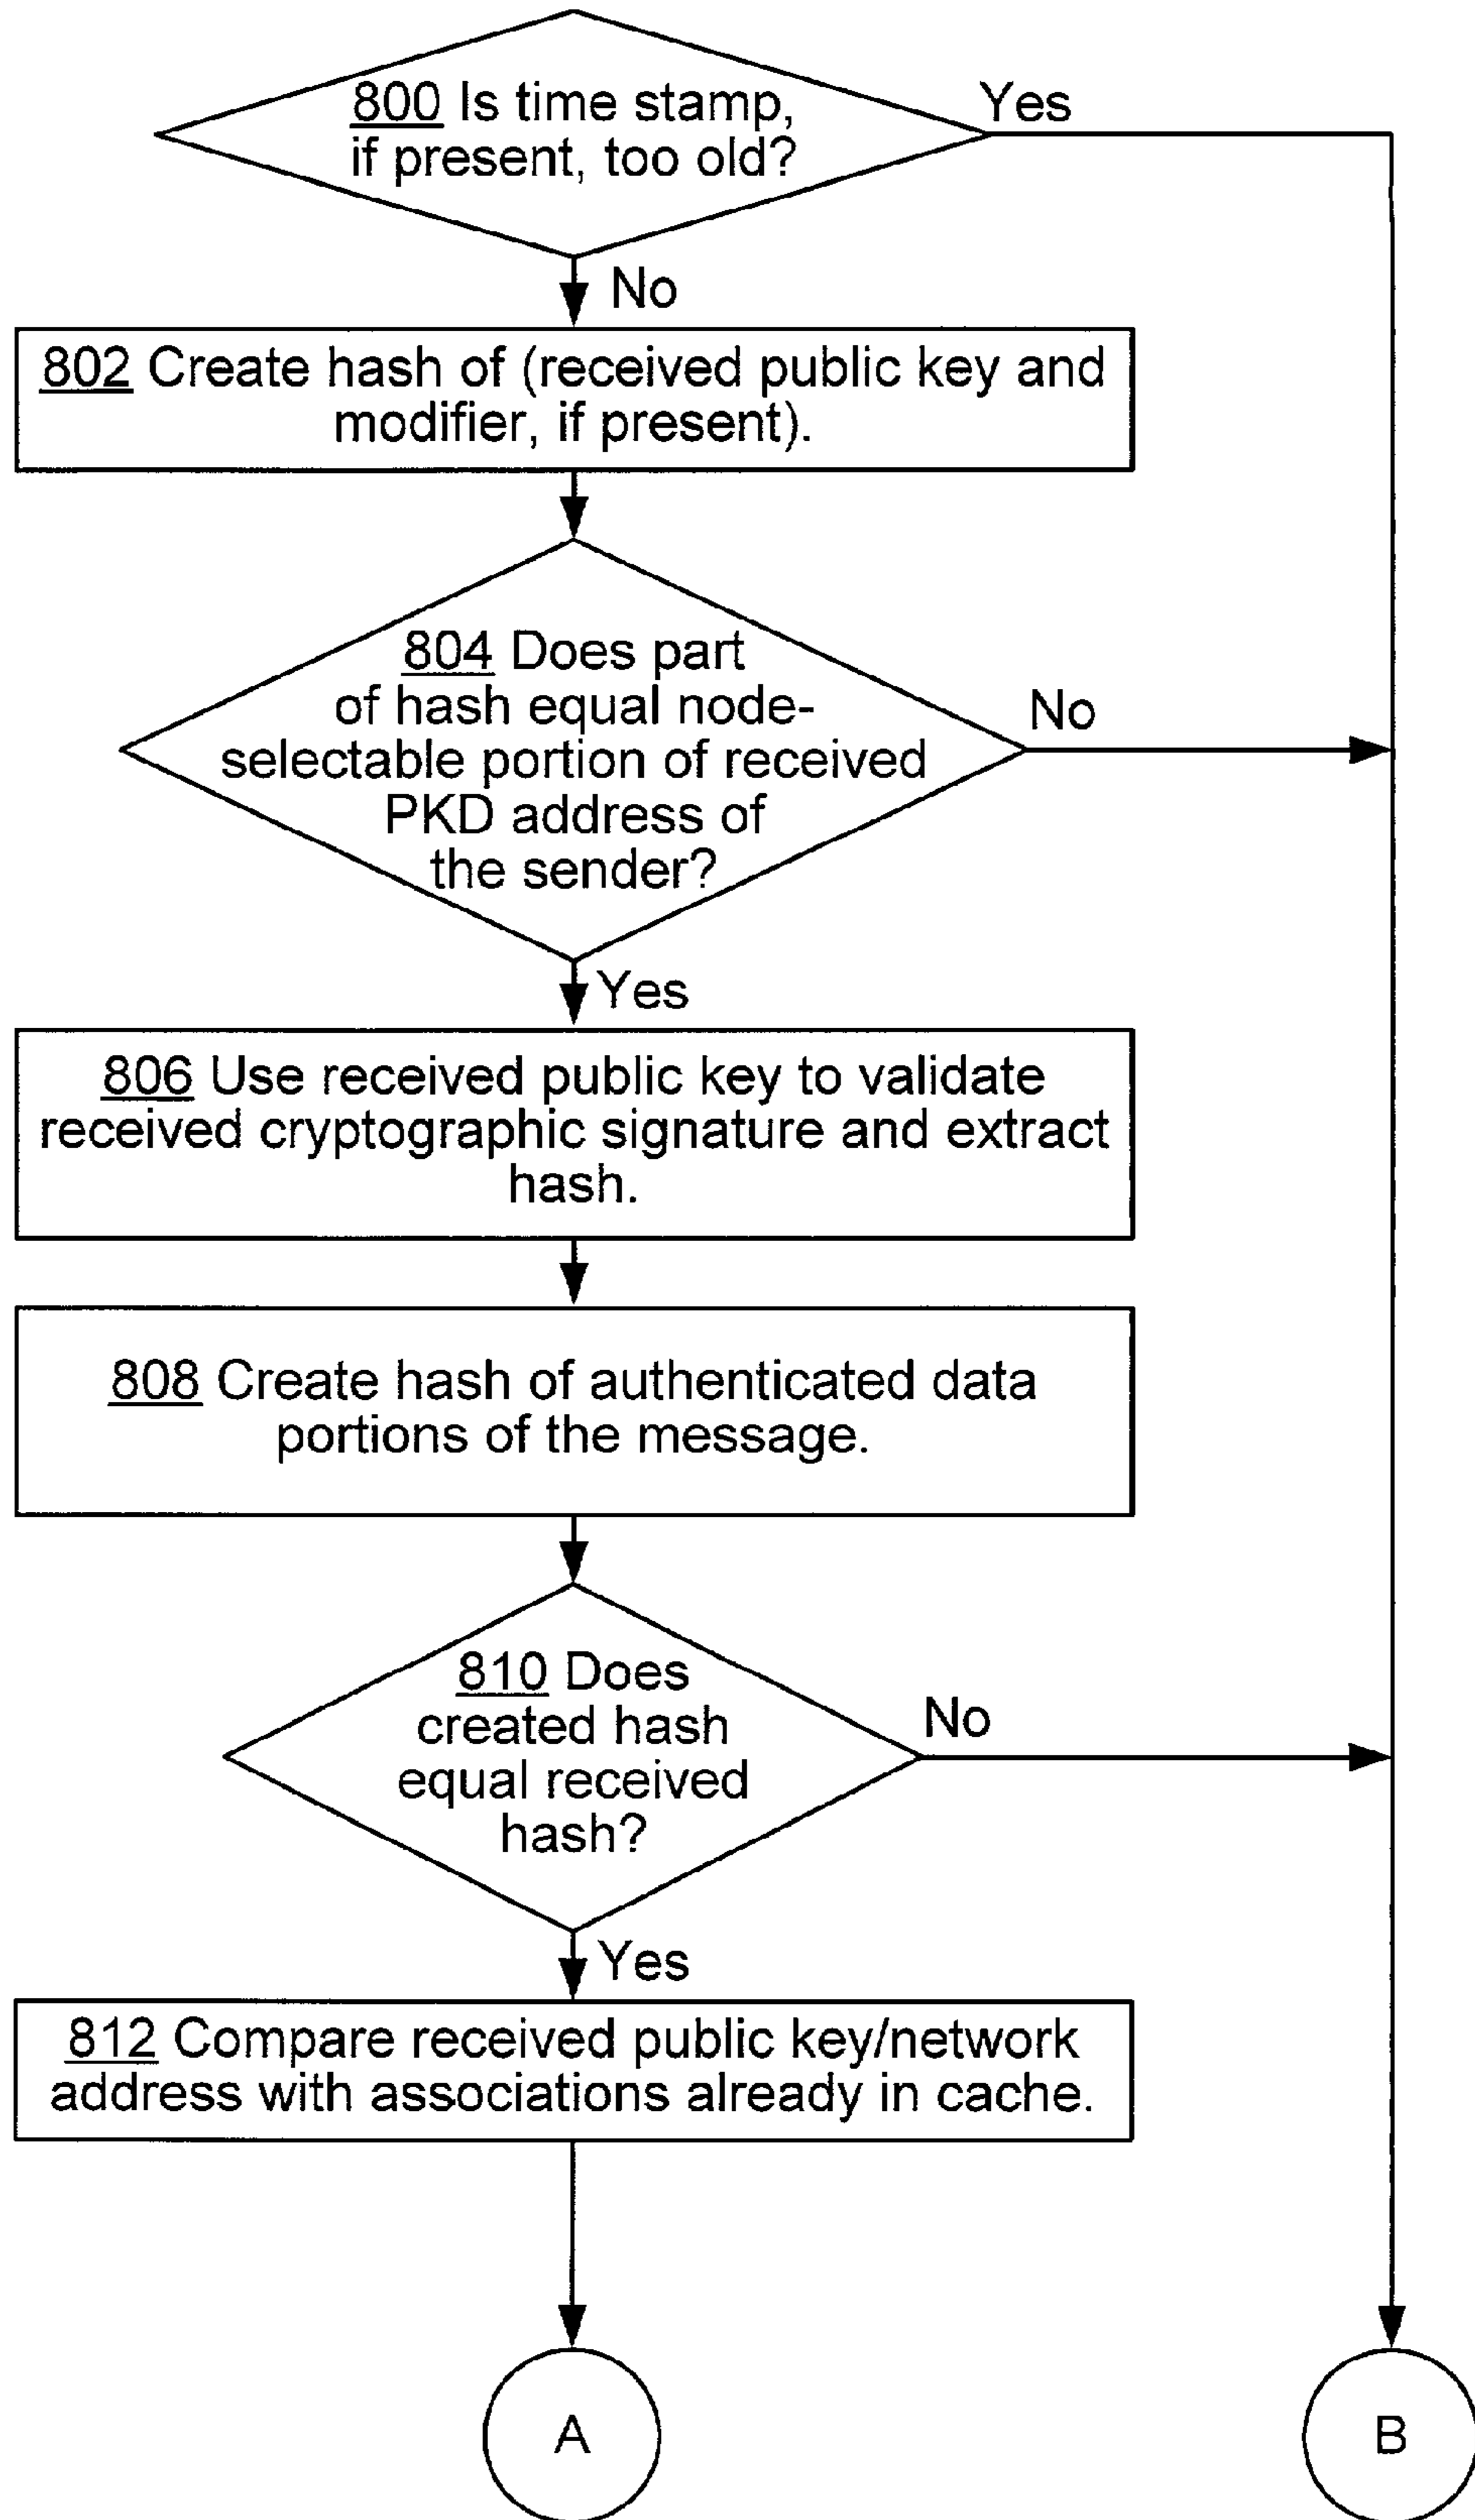 800 Is time stamp,
if present, too old?
Yes
No
802 Create hash of (received public key and
modifier, if present).
804 Does part
of hash equal node-
selectable portion of received
PKD address of
the sender?
No
Yes
806 Use received public key to validate
received cryptographic signature and extract
hash.
808 Create hash of authenticated data
portions of the message.
810 Does
created hash
equal received
hash?
No
Yes
812 Compare received public key/network
address with associations already in cache.
A
B